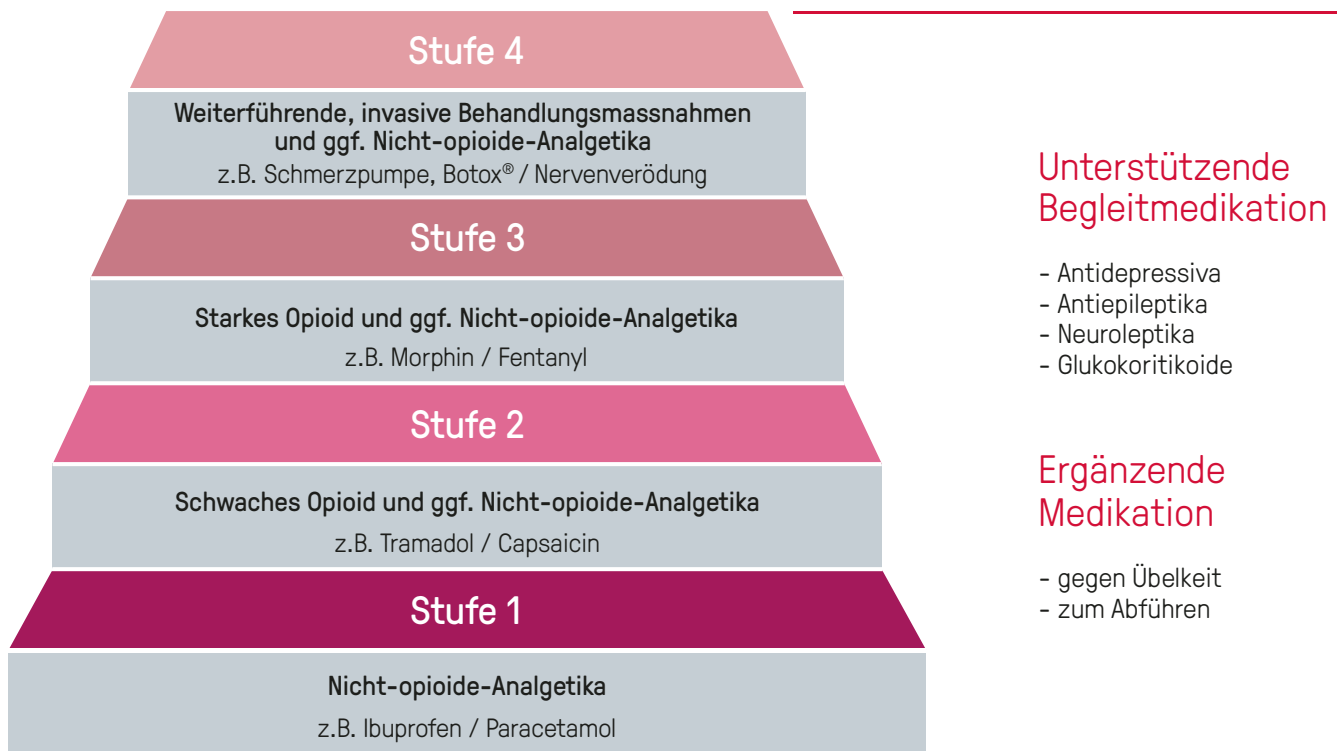 Stufe 4
Weiterführende, invasive Behandlungsmassnahmen
und ggf. Nicht-opioide-Analgetika
z.B. Schmerzpumpe, Botox® / Nervenverödung
Stufe 3
Starkes Opioid und ggf. Nicht-opioide-Analgetika
z.B. Morphin / Fentanyl
Stufe 2
Schwaches Opioid und ggf. Nicht-opioide-Analgetika
z.B. Tramadol / Capsaicin
Stufe 1
Nicht-opioide-Analgetika
z.B. Ibuprofen / Paracetamol
Unterstützende
Begleitmedikation
- Antidepressiva
- Antiepileptika
- Neuroleptika
- Glukokoritikoide
Ergänzende
Medikation
- gegen Übelkeit
- zum Abführen